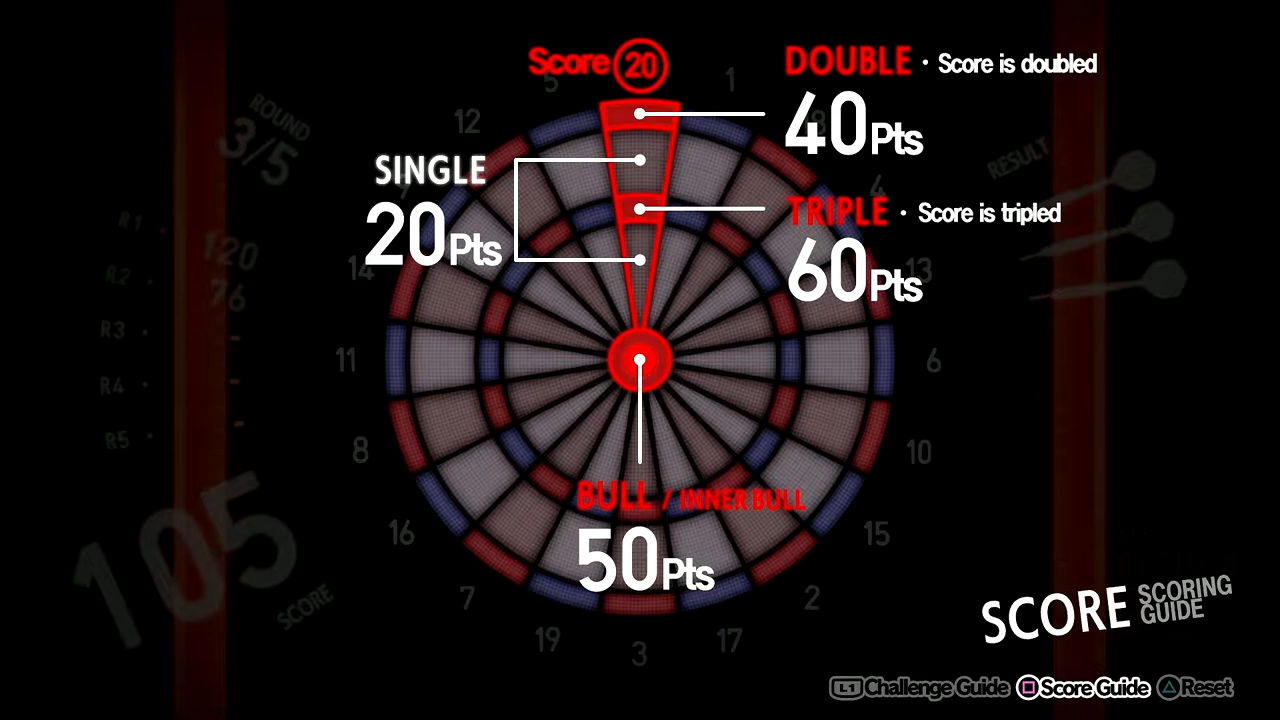 Score 20
DOUBLE · Score is doubled
40Pts
SINGLE
20Pts
TRIPLE · Score is tripled
60Pts
BULL / INNER BULL
50Pts
ROUND
3/5
R1 · 120
R2 · 76
R3 · -
R4 · -
R5 · -
105
SCORE
RESULT
5
1
12
4
14
13
11
6
8
10
16
15
7
2
19
17
3
SCORE SCORING
GUIDE
L1 Challenge Guide Score Guide Reset